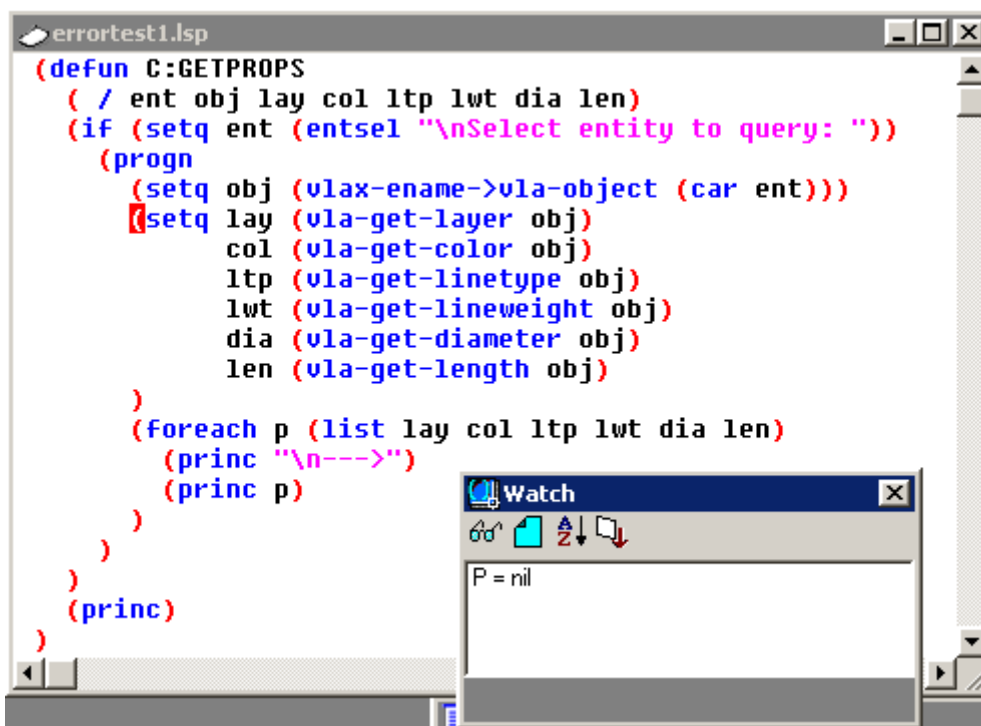 errortest1.lsp
(defun C:GETPROPS
( / ent obj lay col ltp lwt dia len)
(if (setq ent (entsel "\nSelect entity to query: "))
(progn
(setq obj (vlax-ename->vla-object (car ent)))
(setq lay (vla-get-layer obj)
col (vla-get-color obj)
ltp (vla-get-linetype obj)
lwt (vla-get-lineweight obj)
dia (vla-get-diameter obj)
len (vla-get-length obj)
)
(foreach p (list lay col ltp lwt dia len)
(princ "\n--->")
(princ p)
)
)
)
(princ)
)
Watch
A Z
P = nil